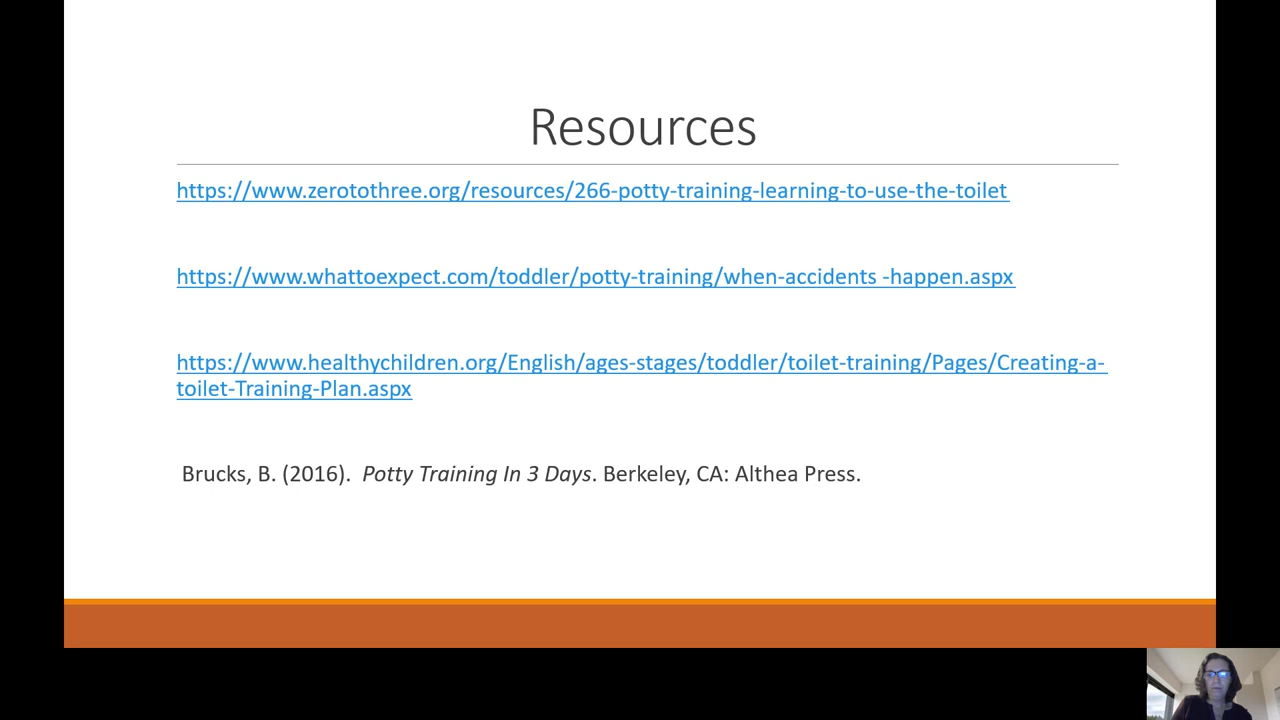 Resources
https://www.zerotothree.org/resources/266-potty-training-learning-to-use-the-toilet
https://www.whattoexpect.com/toddler/potty-training/when-accidents -happen.aspx
https://www.healthychildren.org/English/ages-stages/toddler/toilet-training/Pages/Creating-a-
toilet-Training-Plan.aspx
Brucks, B. (2016).  Potty Training In 3 Days. Berkeley, CA: Althea Press.